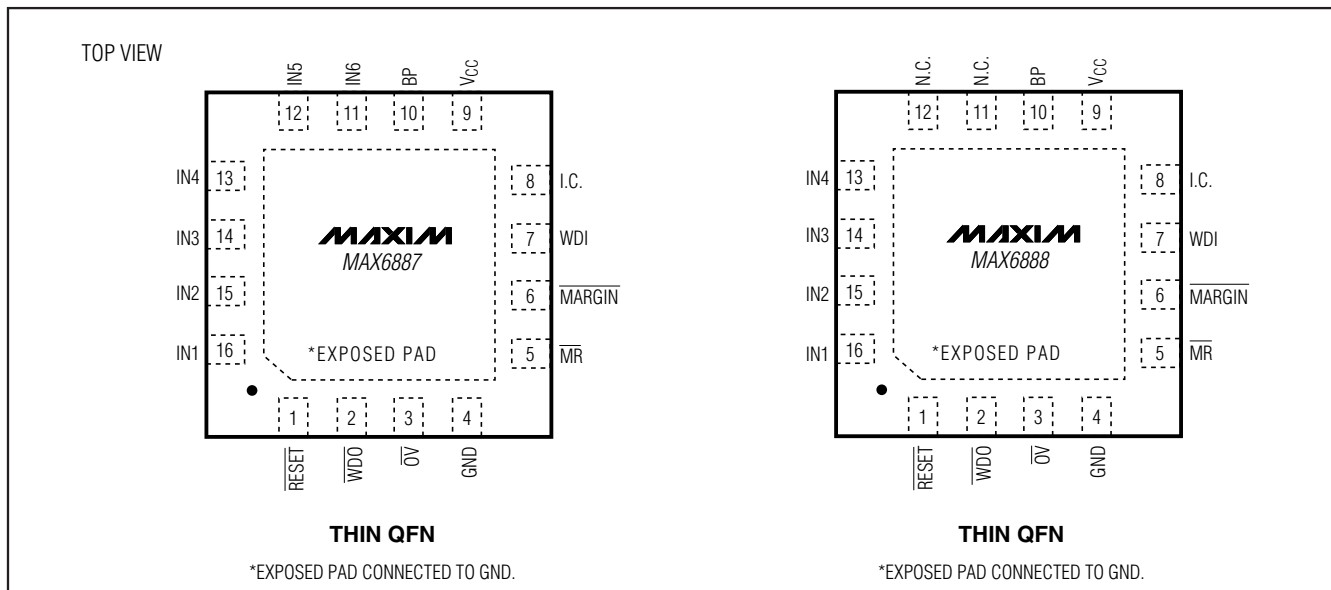 TOP VIEW
IN5 IN6 BP VCC
12 11 10 9
IN4 13
IN3 14
IN2 15
IN1 16
8 I.C.
7 WDI
6 MARGIN
5 MR
MAXIM
MAX6887
*EXPOSED PAD
1 2 3 4
RESET WDO OV GND
THIN QFN
*EXPOSED PAD CONNECTED TO GND.
N.C. N.C. BP VCC
12 11 10 9
IN4 13
IN3 14
IN2 15
IN1 16
8 I.C.
7 WDI
6 MARGIN
5 MR
MAXIM
MAX6888
*EXPOSED PAD
1 2 3 4
RESET WDO OV GND
THIN QFN
*EXPOSED PAD CONNECTED TO GND.